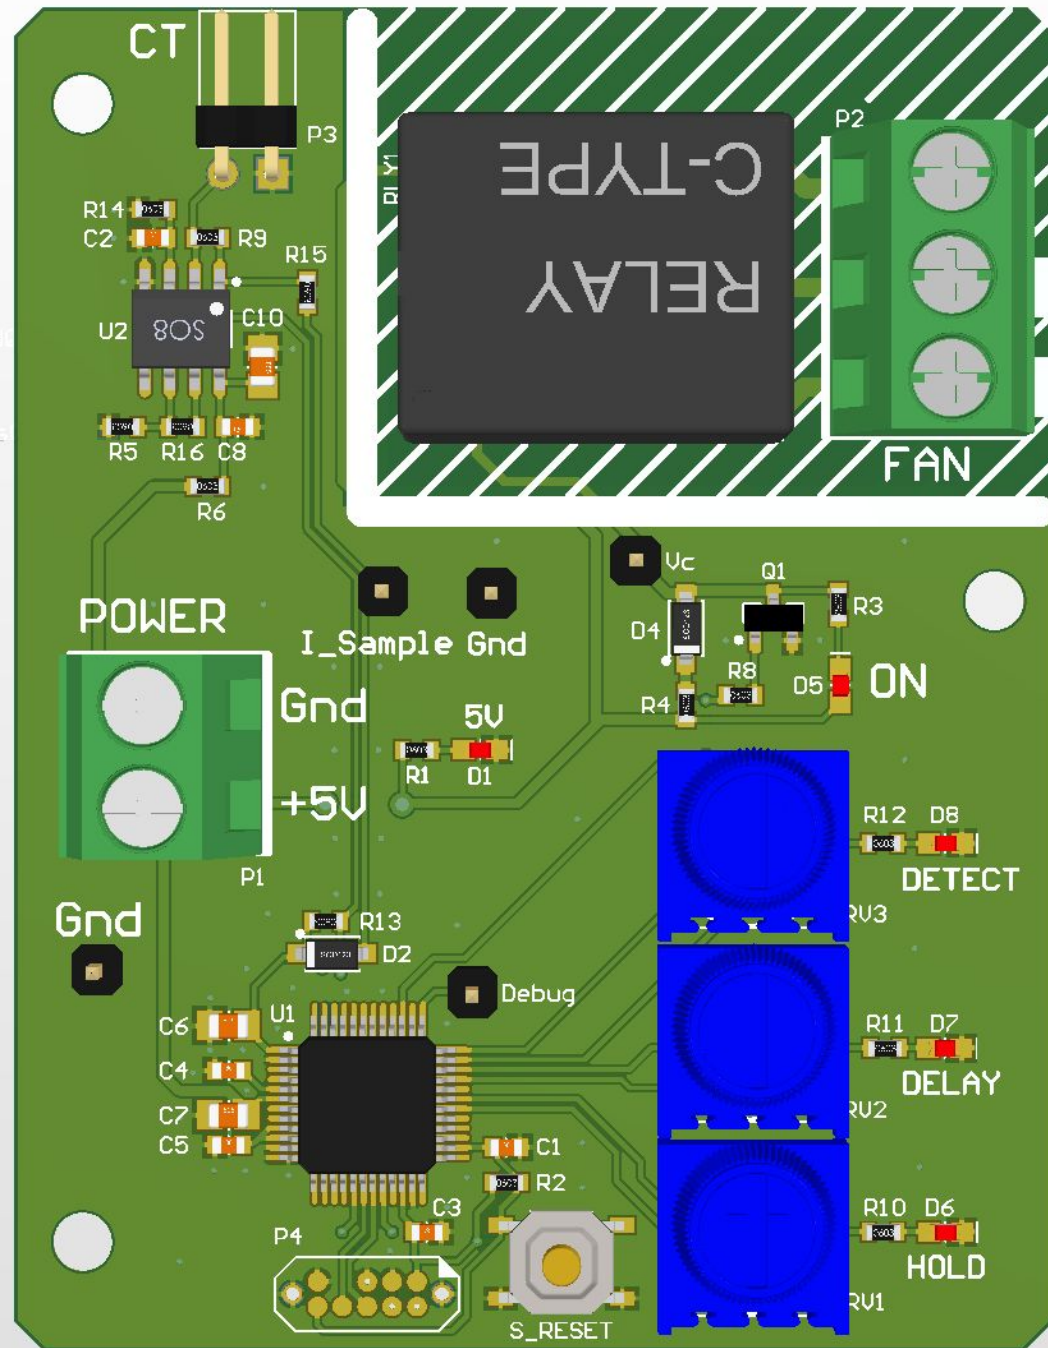 CT
P3
RLY1
C-TYPE
RELAY
P2
FAN
R14
C2
R9
R15
U2
SO8
C10
R5
R16
C8
R6
I_Sample
Gnd
Vc
Q1
D4
R3
R8
R4
D5
ON
POWER
Gnd
+5V
P1
5V
R1
D1
R12
D8
DETECT
RV3
Gnd
R13
D2
Debug
U1
C6
C4
C7
C5
R11
D7
DELAY
RV2
C1
R2
C3
P4
S_RESET
R10
D6
HOLD
RV1